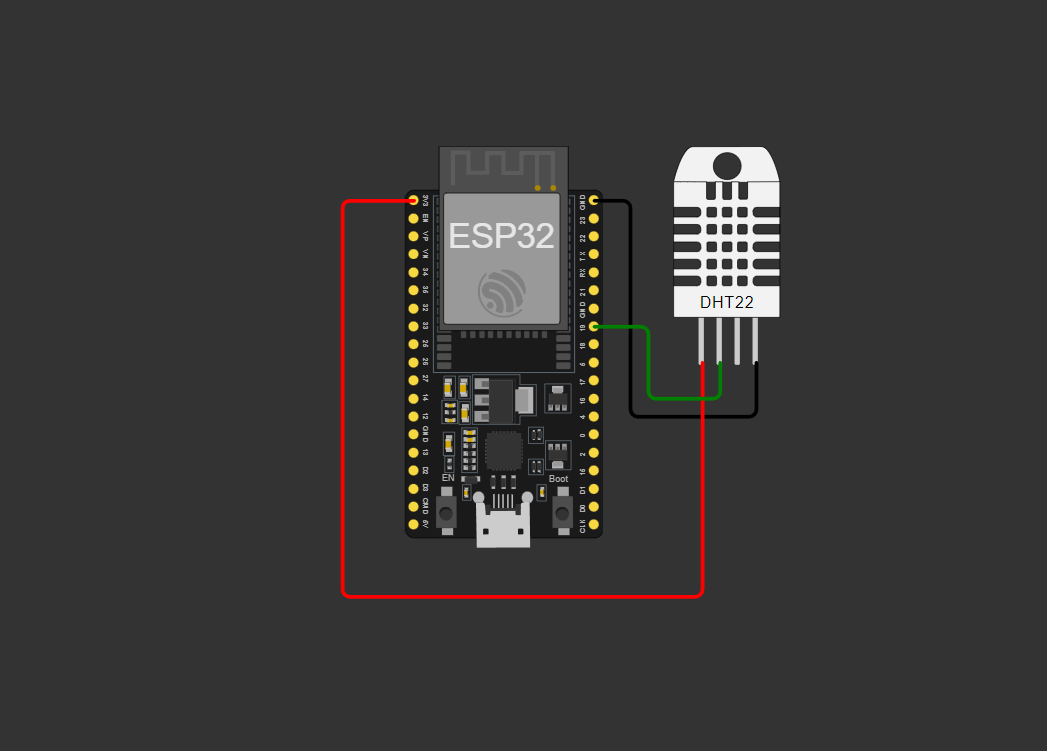 ESP32
3V3
EN
VP
VN
34
35
32
33
25
26
27
14
12
GND
13
D2
D3
CMD
5V
GND
23
22
TX
RX
21
GND
19
18
5
17
16
4
0
2
15
D1
D0
CLK
EN
Boot
DHT22